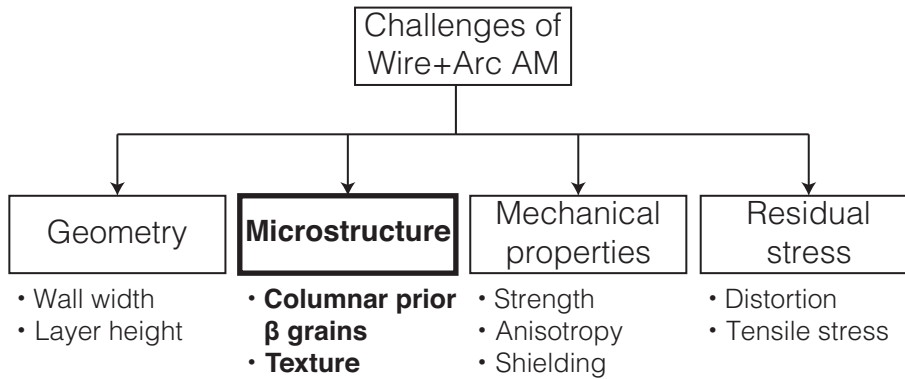 Challenges of
Wire+Arc AM
Geometry
• Wall width
• Layer height
Microstructure
• Columnar prior
β grains
• Texture
Mechanical
properties
• Strength
• Anisotropy
• Shielding
Residual
stress
• Distortion
• Tensile stress